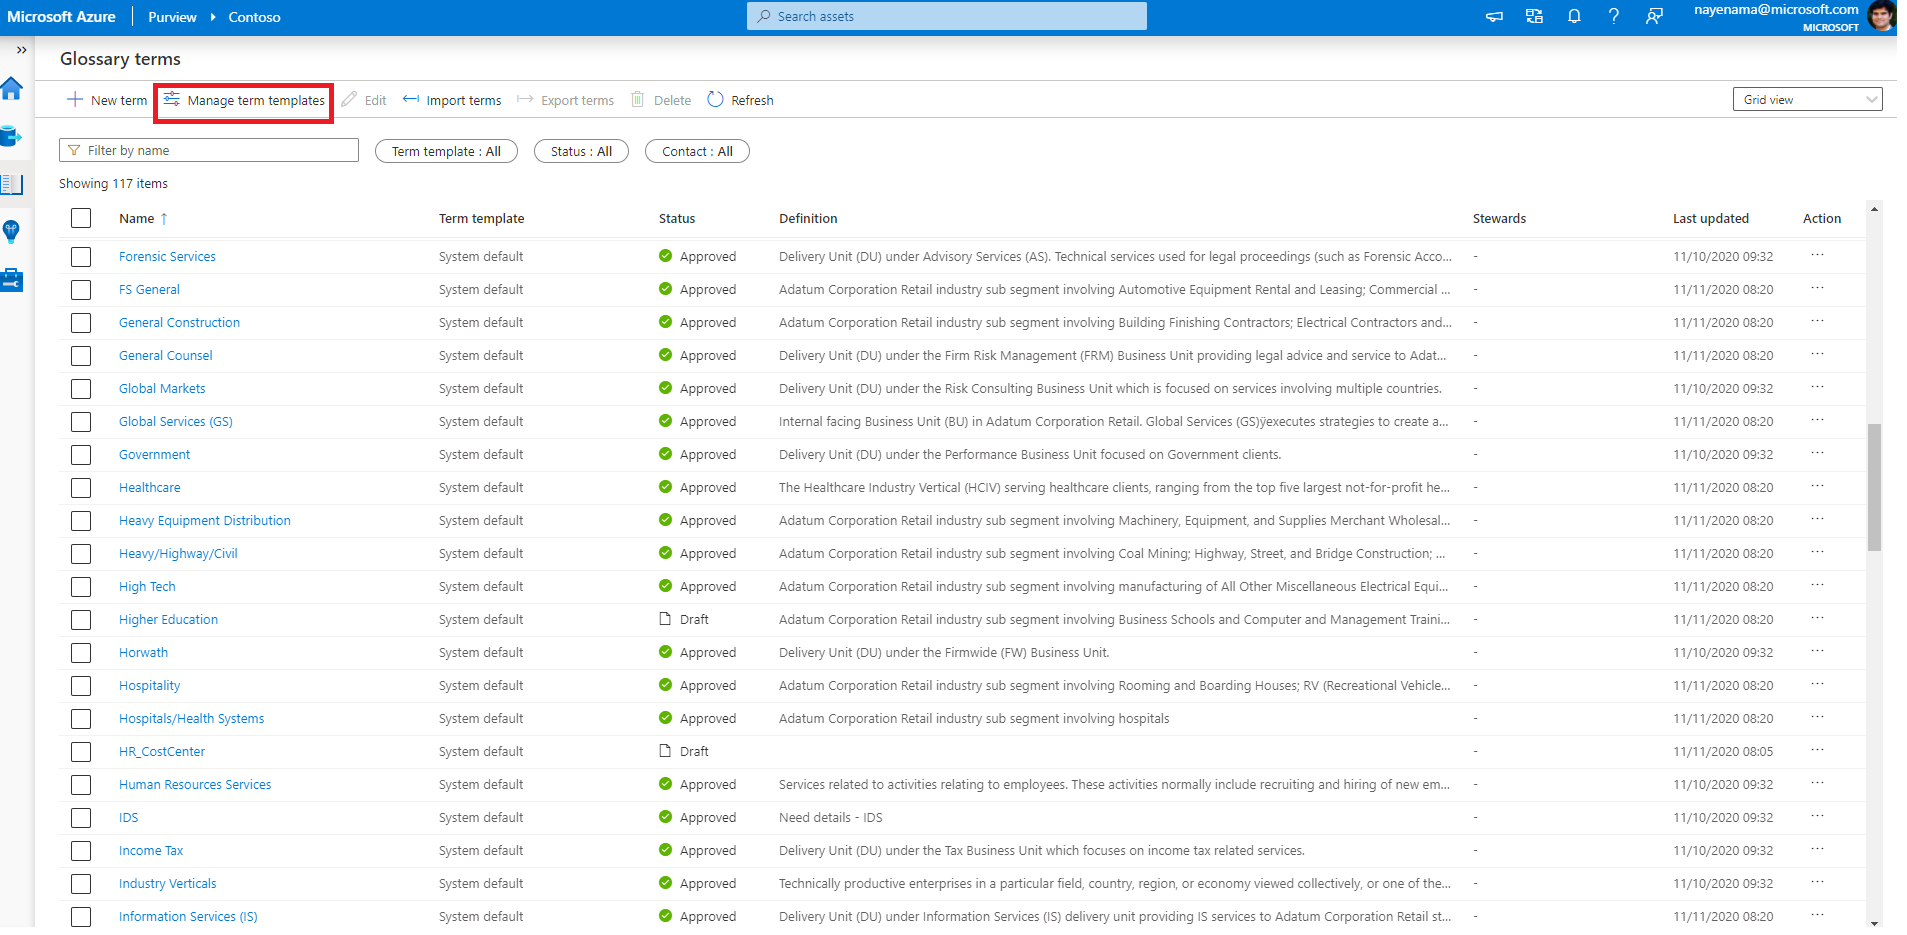 Microsoft Azure Purview Contoso Search assets nayenama@microsoft.com
MICROSOFT
Glossary terms
New term Manage term templates Edit Import terms Export terms Delete Refresh Grid view
Filter by name Term template : All Status : All Contact : All
Showing 117 items
Name ↑ Term template Status Definition Stewards Last updated Action
Forensic Services System default Approved Delivery Unit (DU) under Advisory Services (AS). Technical services used for legal proceedings (such as Forensic Acco... - 11/10/2020 09:32 ...
FS General System default Approved Adatum Corporation Retail industry sub segment involving Automotive Equipment Rental and Leasing; Commercial ... - 11/11/2020 08:20 ...
General Construction System default Approved Adatum Corporation Retail industry sub segment involving Building Finishing Contractors; Electrical Contractors and... - 11/11/2020 08:20 ...
General Counsel System default Approved Delivery Unit (DU) under the Firm Risk Management (FRM) Business Unit providing legal advice and service to Adat... - 11/11/2020 08:20 ...
Global Markets System default Approved Delivery Unit (DU) under the Risk Consulting Business Unit which is focused on services involving multiple countries. - 11/10/2020 09:32 ...
Global Services (GS) System default Approved Internal facing Business Unit (BU) in Adatum Corporation Retail. Global Services (GS)ÿexecutes strategies to create a... - 11/11/2020 08:20 ...
Government System default Approved Delivery Unit (DU) under the Performance Business Unit focused on Government clients. - 11/10/2020 09:32 ...
Healthcare System default Approved The Healthcare Industry Vertical (HCIV) serving healthcare clients, ranging from the top five largest not-for-profit he... - 11/11/2020 08:20 ...
Heavy Equipment Distribution System default Approved Adatum Corporation Retail industry sub segment involving Machinery, Equipment, and Supplies Merchant Wholesal... - 11/11/2020 08:20 ...
Heavy/Highway/Civil System default Approved Adatum Corporation Retail industry sub segment involving Coal Mining; Highway, Street, and Bridge Construction; ... - 11/11/2020 08:20 ...
High Tech System default Approved Adatum Corporation Retail industry sub segment involving manufacturing of All Other Miscellaneous Electrical Equi... - 11/11/2020 08:20 ...
Higher Education System default Draft Adatum Corporation Retail industry sub segment involving Business Schools and Computer and Management Traini... - 11/11/2020 08:20 ...
Horwath System default Approved Delivery Unit (DU) under the Firmwide (FW) Business Unit. - 11/10/2020 09:32 ...
Hospitality System default Approved Adatum Corporation Retail industry sub segment involving Rooming and Boarding Houses; RV (Recreational Vehicle... - 11/11/2020 08:20 ...
Hospitals/Health Systems System default Approved Adatum Corporation Retail industry sub segment involving hospitals - 11/11/2020 08:20 ...
HR_CostCenter System default Draft - 11/11/2020 08:05 ...
Human Resources Services System default Approved Services related to activities relating to employees. These activities normally include recruiting and hiring of new em... - 11/10/2020 09:32 ...
IDS System default Approved Need details - IDS - 11/10/2020 09:32 ...
Income Tax System default Approved Delivery Unit (DU) under the Tax Business Unit which focuses on income tax related services. - 11/10/2020 09:32 ...
Industry Verticals System default Approved Technically productive enterprises in a particular field, country, region, or economy viewed collectively, or one of the... - 11/10/2020 09:32 ...
Information Services (IS) System default Approved Delivery Unit (DU) under Information Services (IS) delivery unit providing IS services to Adatum Corporation Retail st... - 11/11/2020 08:20 ...